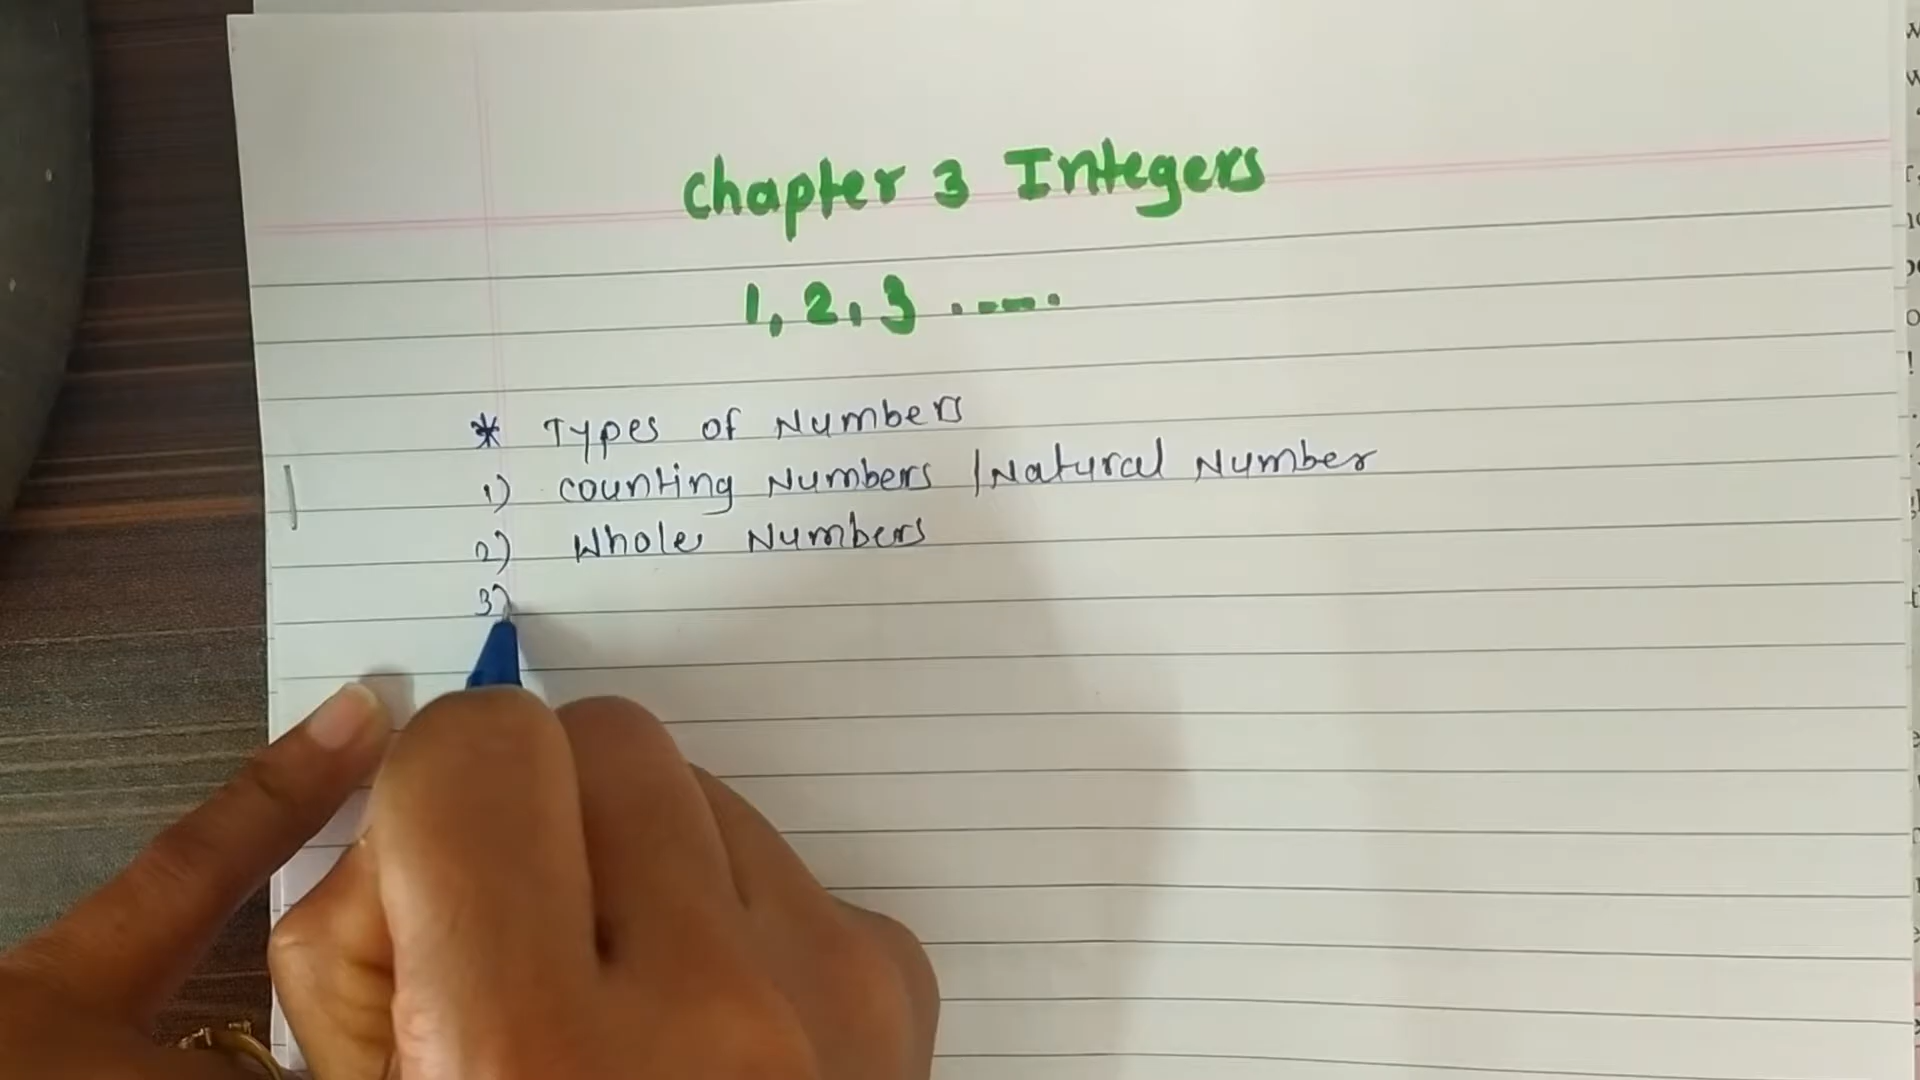 Chapter 3 Integers
1, 2, 3 .....
* Types of Numbers
1) Counting Numbers / Natural Number
2) Whole Numbers
3)